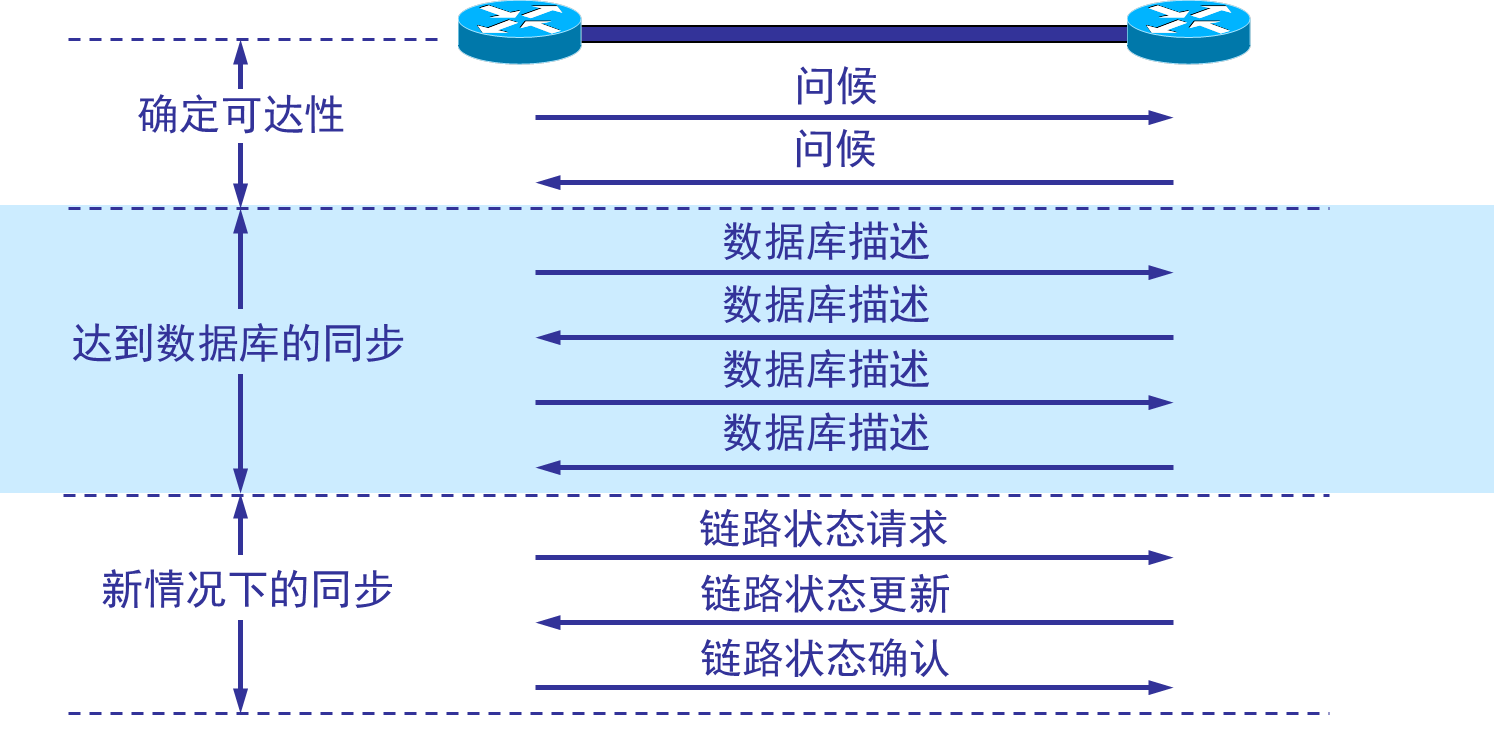 问候
确定可达性
问候
数据库描述
数据库描述
达到数据库的同步
数据库描述
数据库描述
链路状态请求
新情况下的同步
链路状态更新
链路状态确认